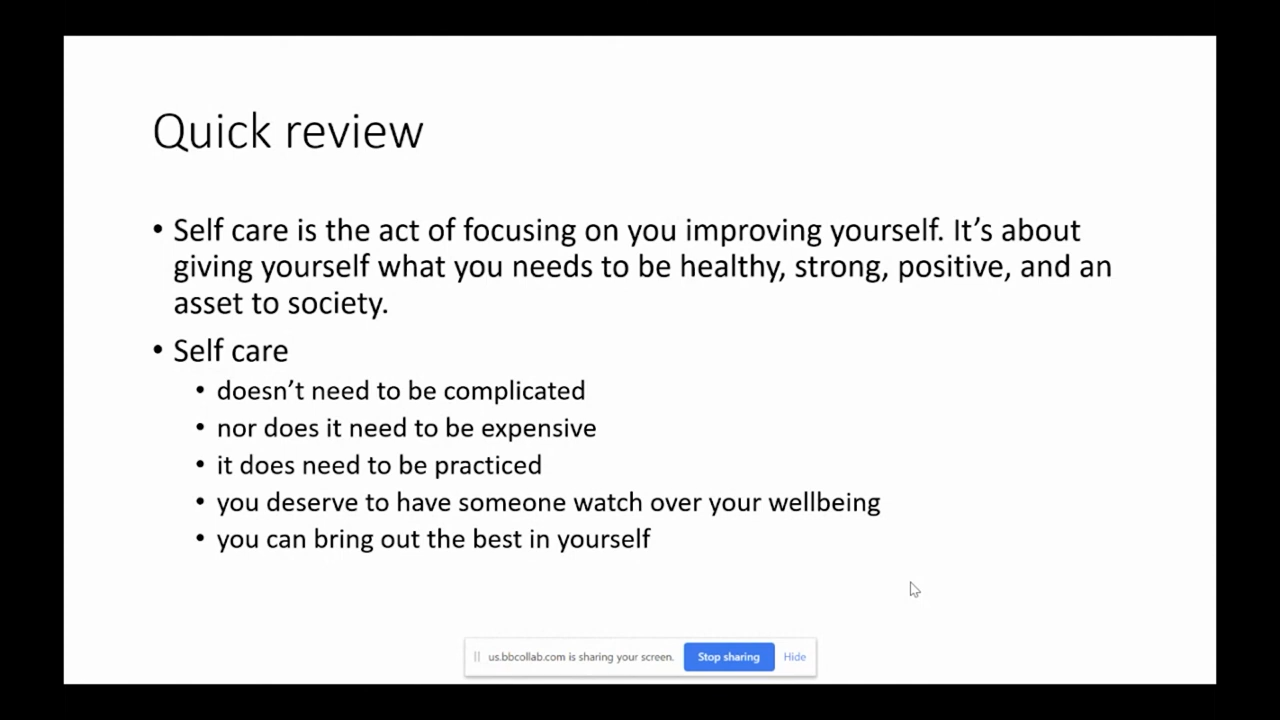 Quick review
• Self care is the act of focusing on you improving yourself. It’s about
giving yourself what you needs to be healthy, strong, positive, and an
asset to society.
• Self care
• doesn’t need to be complicated
• nor does it need to be expensive
• it does need to be practiced
• you deserve to have someone watch over your wellbeing
• you can bring out the best in yourself
us.bbcollab.com is sharing your screen. Stop sharing Hide